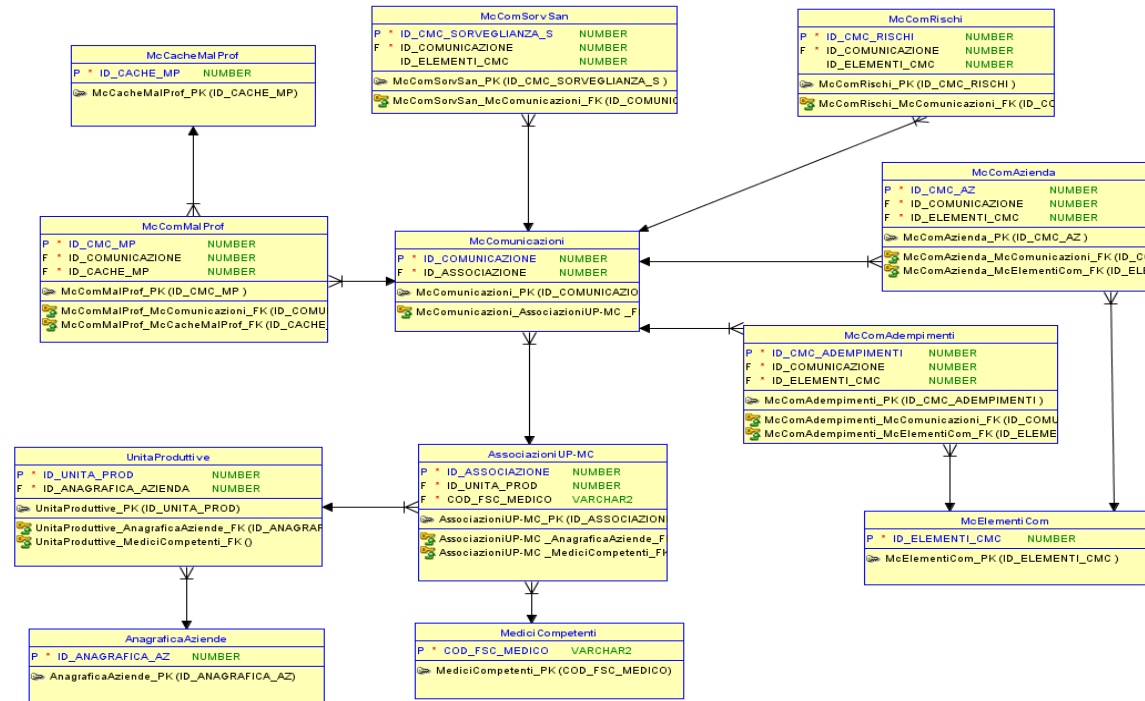 McComSorvSan
P * ID_CMC_SORVEGLIANZA_S NUMBER
F * ID_COMUNICAZIONE NUMBER
ID_ELEMENTI_CMC NUMBER
McComSorvSan_PK (ID_CMC_SORVEGLIANZA_S )
McComSorvSan_McComunicazioni_FK (ID_COMUNIC
McComRischi
P * ID_CMC_RISCHI NUMBER
F * ID_COMUNICAZIONE NUMBER
ID_ELEMENTI_CMC NUMBER
McComRischi_PK (ID_CMC_RISCHI )
McComRischi_McComunicazioni_FK (ID_CO
McCacheMalProf
P * ID_CACHE_MP NUMBER
McCacheMalProf_PK (ID_CACHE_MP)
McComAzienda
P * ID_CMC_AZ NUMBER
F * ID_COMUNICAZIONE NUMBER
F * ID_ELEMENTI_CMC NUMBER
McComAzienda_PK (ID_CMC_AZ )
McComAzienda_McComunicazioni_FK (ID_CO
McComAzienda_McElementiCom_FK (ID_ELE
McComMalProf
P * ID_CMC_MP NUMBER
F * ID_COMUNICAZIONE NUMBER
F * ID_CACHE_MP NUMBER
McComMalProf_PK (ID_CMC_MP )
McComMalProf_McComunicazioni_FK (ID_COMU
McComMalProf_McCacheMalProf_FK (ID_CACHE_
McComunicazioni
P * ID_COMUNICAZIONE NUMBER
F * ID_ASSOCIAZIONE NUMBER
McComunicazioni_PK (ID_COMUNICAZIO
McComunicazioni_AssociazioniUP-MC _F
McComAdempimenti
P * ID_CMC_ADEMPIMENTI NUMBER
F * ID_COMUNICAZIONE NUMBER
F * ID_ELEMENTI_CMC NUMBER
McComAdempimenti_PK (ID_CMC_ADEMPIMENTI )
McComAdempimenti_McComunicazioni_FK (ID_COMU
McComAdempimenti_McElementiCom_FK (ID_ELEME
UnitaProduttive
P * ID_UNITA_PROD NUMBER
F * ID_ANAGRAFICA_AZIENDA NUMBER
UnitaProduttive_PK (ID_UNITA_PROD)
UnitaProduttive_AnagraficaAziende_FK (ID_ANAGRAF
UnitaProduttive_MediciCompetenti_FK ()
AssociazioniUP-MC
P * ID_ASSOCIAZIONE NUMBER
F * ID_UNITA_PROD NUMBER
F * COD_FSC_MEDICO VARCHAR2
AssociazioniUP-MC_PK (ID_ASSOCIAZION
AssociazioniUP-MC _AnagraficaAziende_F
AssociazioniUP-MC _MediciCompetenti_FK
McElementiCom
P * ID_ELEMENTI_CMC NUMBER
McElementiCom_PK (ID_ELEMENTI_CMC )
AnagraficaAziende
P * ID_ANAGRAFICA_AZ NUMBER
AnagraficaAziende_PK (ID_ANAGRAFICA_AZ)
MediciCompetenti
P * COD_FSC_MEDICO VARCHAR2
MediciCompetenti_PK (COD_FSC_MEDICO)